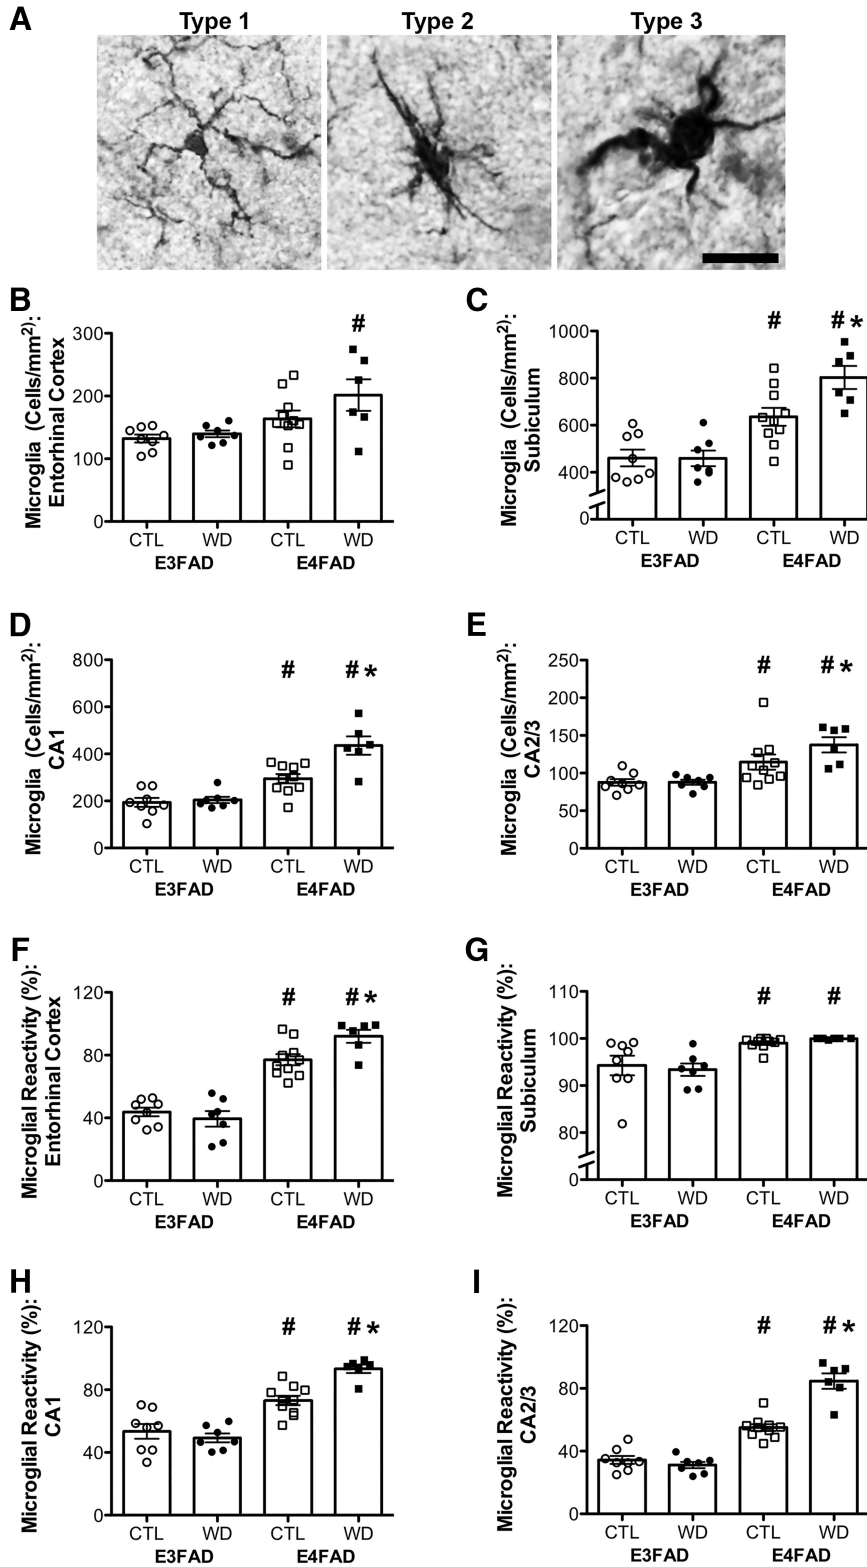 A
Type 1 Type 2 Type 3
B
Microglia (Cells/mm2):
Entorhinal Cortex
300
200
100
0
#
CTL WD CTL WD
E3FAD E4FAD
C
Microglia (Cells/mm2):
Subiculum
1000
800
600
400
0
# # *
CTL WD CTL WD
E3FAD E4FAD
D
Microglia (Cells/mm2):
CA1
800
600
400
200
0
# # *
CTL WD CTL WD
E3FAD E4FAD
E
Microglia (Cells/mm2):
CA2/3
250
200
150
100
50
0
# # *
CTL WD CTL WD
E3FAD E4FAD
F
Microglial Reactivity (%):
Entorhinal Cortex
120
80
40
0
# # *
CTL WD CTL WD
E3FAD E4FAD
G
Microglial Reactivity (%):
Subiculum
110
100
90
80
0
# #
CTL WD CTL WD
E3FAD E4FAD
H
Microglial Reactivity (%):
CA1
120
80
40
0
# # *
CTL WD CTL WD
E3FAD E4FAD
I
Microglial Reactivity (%):
CA2/3
120
80
40
0
# # *
CTL WD CTL WD
E3FAD E4FAD